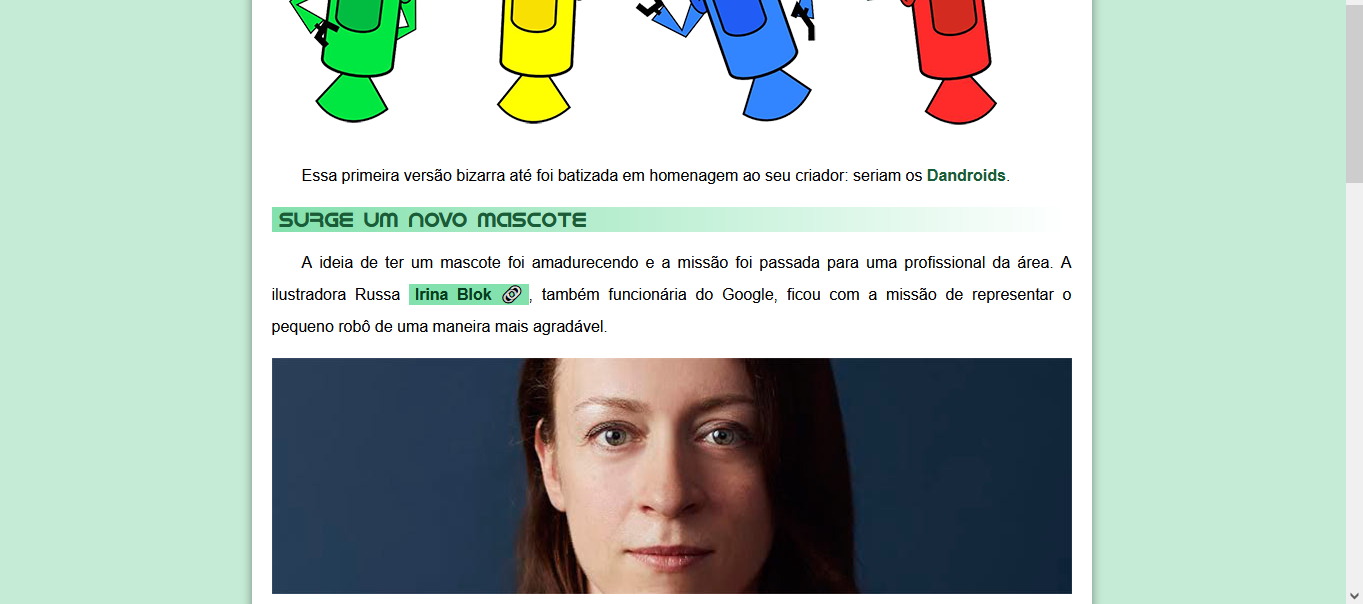 Essa primeira versão bizarra até foi batizada em homenagem ao seu criador: seriam os Dandroids.
SURGE UM NOVO MASCOTE
A ideia de ter um mascote foi amadurecendo e a missão foi passada para uma profissional da área. A
ilustradora Russa Irina Blok 🔗, também funcionária do Google, ficou com a missão de representar o
pequeno robô de uma maneira mais agradável.